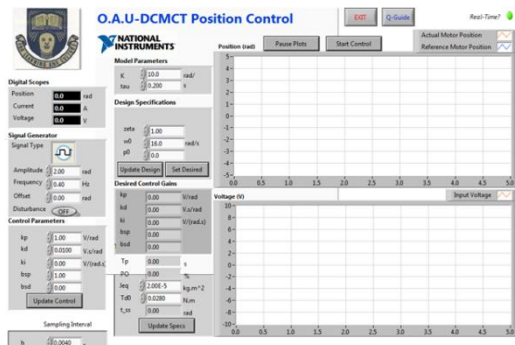 O.A.U-DCMCT Position Control
EXIT
Q-Guide
Real-Time?
NATIONAL
INSTRUMENTS
Position (rad)
Pause Plots
Start Control
Actual Motor Position
Reference Motor Position
Model Parameters
K 10.0 rad/
tau 0.200 s
Digital Scopes
Position 0.0 rad
Current 0.0 A
Voltage 0.0 V
Design Specifications
zeta 1.00
w0 16.0 rad/s
p0 0.0
Update Design
Set Desired
Signal Generator
Signal Type
Amplitude 2.00 rad
Frequency 0.40 Hz
Offset 0.00 rad
Disturbance OFF
Desired Control Gains
kp 0.00 V/rad
kd 0.00 V.s/rad
ki 0.00 V/(rad.s)
bsp 0.00
bsd 0.00
Control Parameters
kp 1.00 V/rad
kd 0.0100 V.s/rad
ki 0.00 V/(rad.s)
bsp 1.00
bsd 0.00
Update Control
Tp 0.00 s
PO 0.00 %
Jeq 2.00E-5 kg.m^2
Td0 0.0280 N.m
t_ss 0.00 rad
Update Specs
Sampling Interval
h 0.0040
5
4
3
2
1
0
-1
-2
-3
-4
-5
0.0 0.5 1.0 1.5 2.0 2.5 3.0 3.5 4.0 4.5 5.0
Voltage (V)
Input Voltage
10
8
6
4
2
0
-2
-4
-6
-8
-10
0.0 0.5 1.0 1.5 2.0 2.5 3.0 3.5 4.0 4.5 5.0